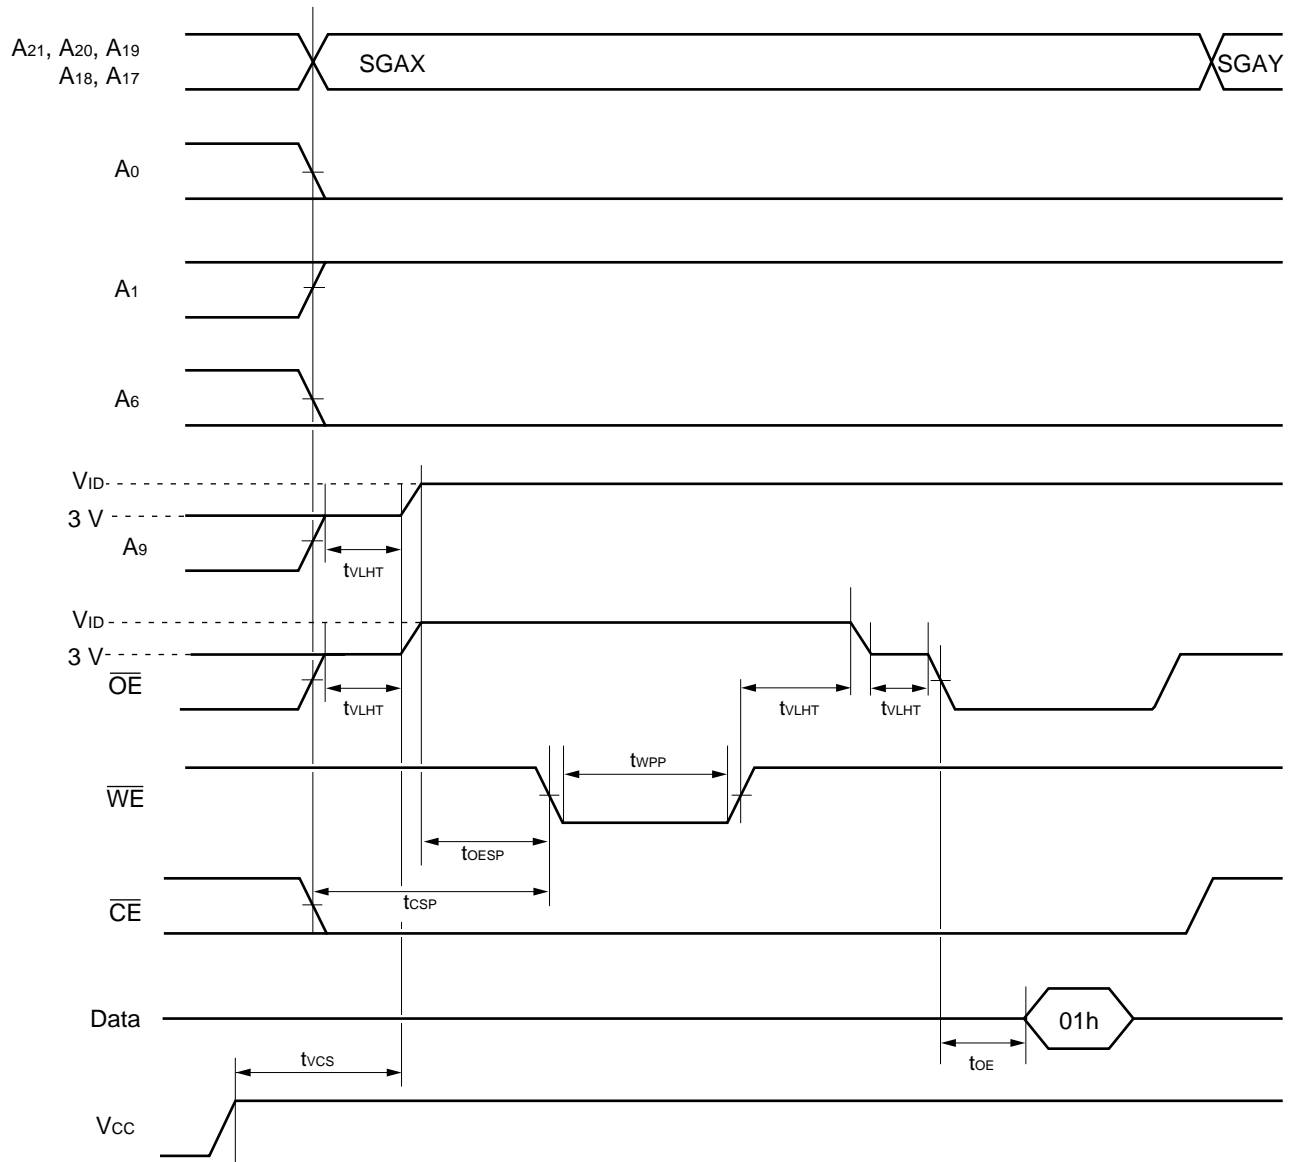 A21, A20, A19
A18, A17
SGAX
SGAY
A0
A1
A6
VID
3 V
A9
tVLHT
VID
3 V
OE
tVLHT
tVLHT
tVLHT
tWPP
WE
tOESP
tCSP
CE
Data
01h
tOE
tVCS
VCC